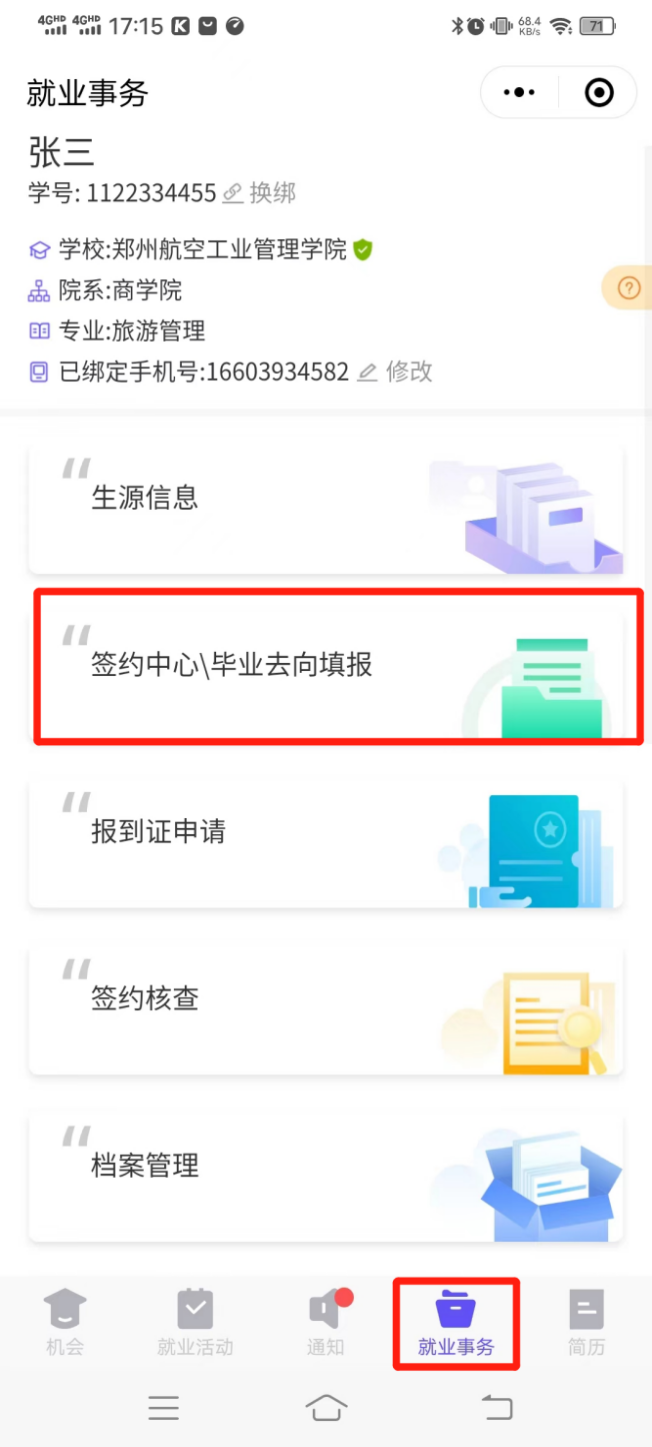 4GHD 4GHD 17:15 68.4 KB/s 71
就业事务
张三
学号: 1122334455 换绑
学校:郑州航空工业管理学院
院系:商学院
专业:旅游管理
已绑定手机号:16603934582 修改
生源信息
签约中心\毕业去向填报
报到证申请
签约核查
档案管理
机会 就业活动 通知 就业事务 简历